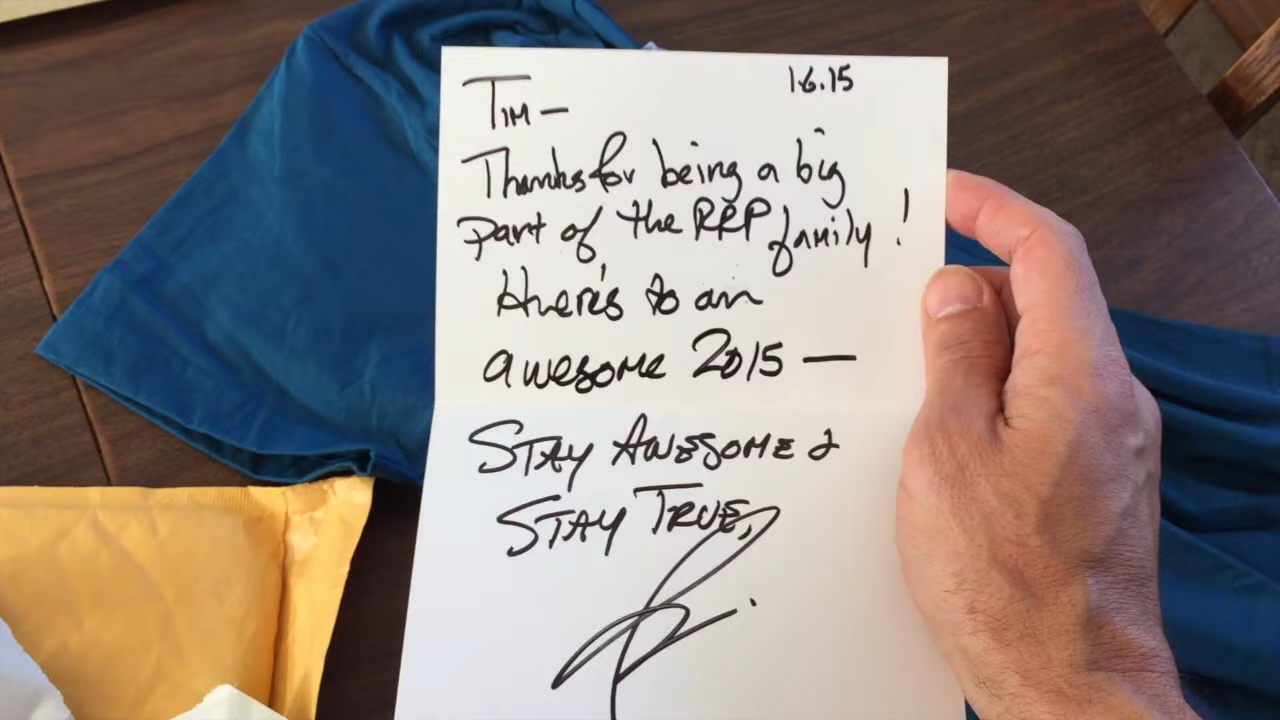 1.6.15
TIM —
Thanks for being a big
part of the RRP family!
Here's to an
awesome 2015 —
STAY AWESOME &
STAY TRUE,